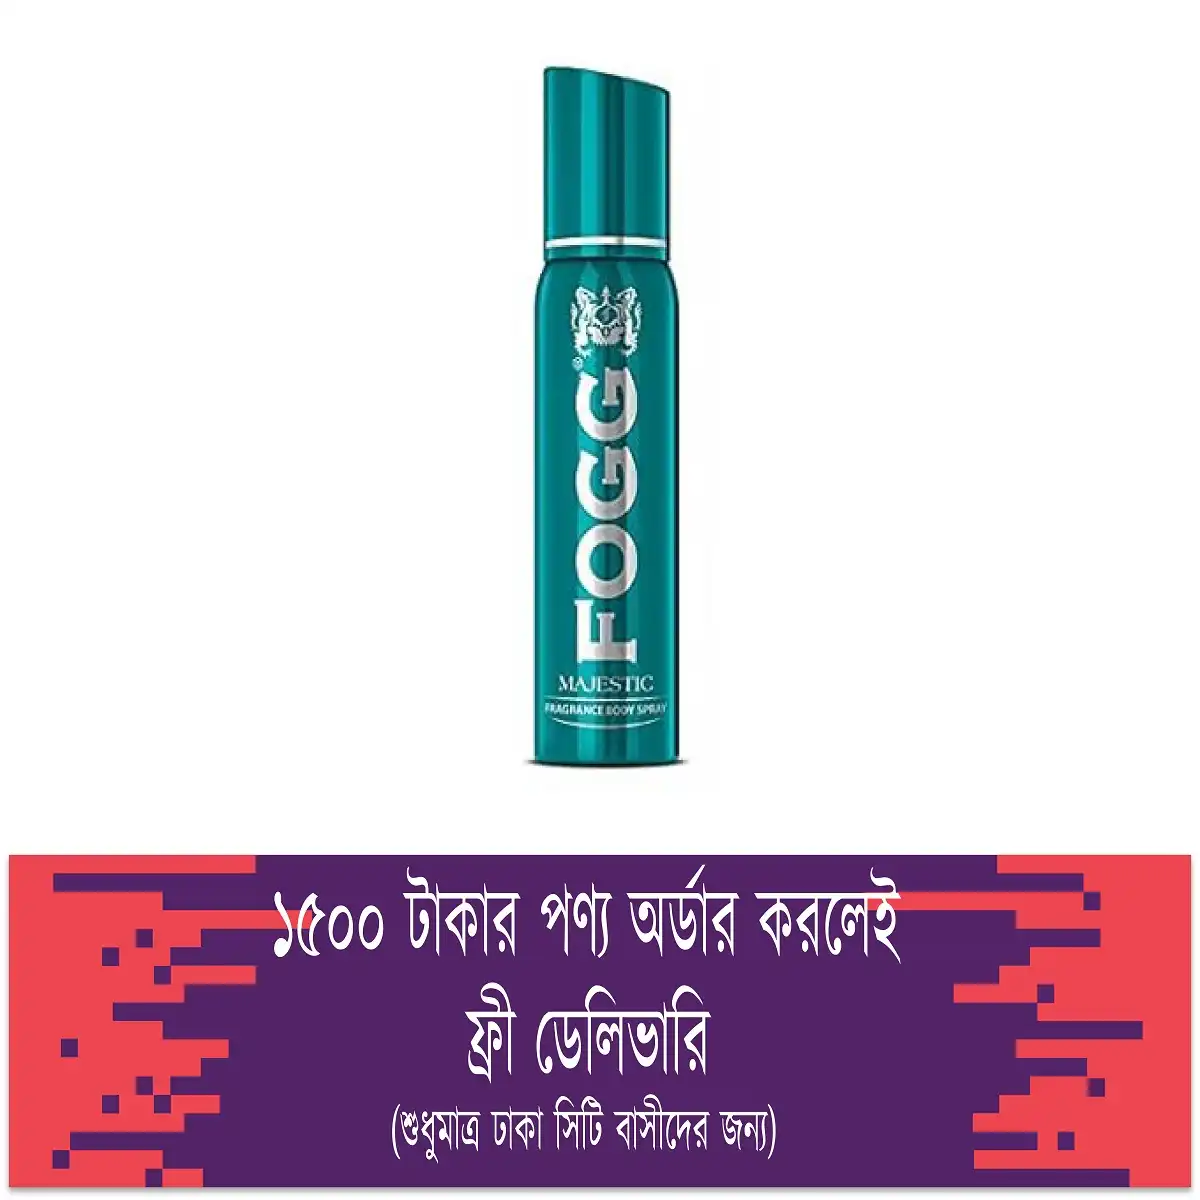 FOGG
®
MAJESTIC
FRAGRANCE BODY SPRAY
১৫০০ টাকার পণ্য অর্ডার করলেই
ফ্রী ডেলিভারি
(শুধুমাত্র ঢাকা সিটি বাসীদের জন্য)